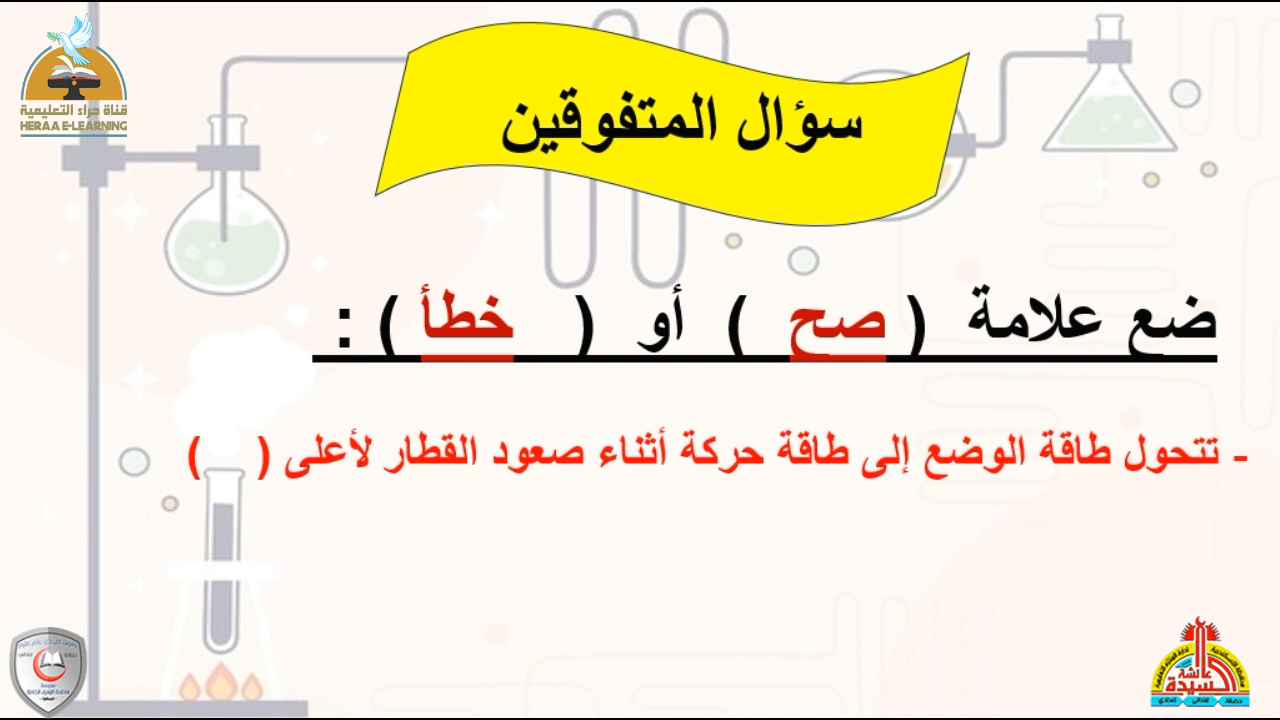 قناة حراء التعليمية
HERAA E-LEARNING
سؤال المتفوقين
ضع علامة ( صح ) أو ( خطأ ) :
- تتحول طاقة الوضع إلى طاقة حركة أثناء صعود القطار لأعلى ( )
السيدة عائشة